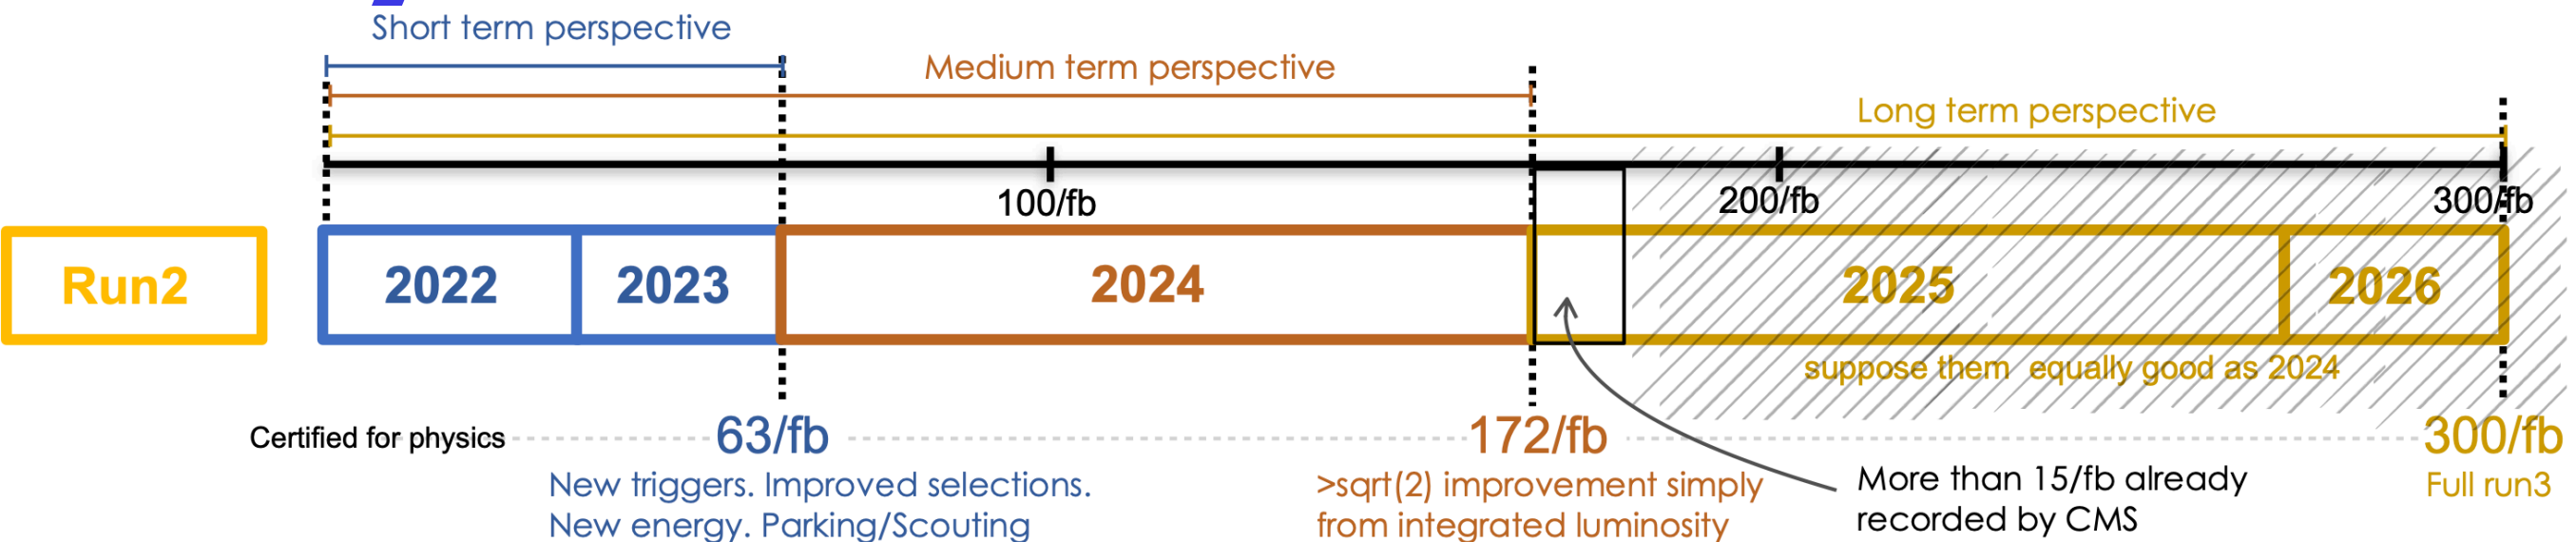 Short term perspective
Medium term perspective
Long term perspective
100/fb
200/fb
300/fb
Run2
2022
2023
2024
2025
2026
suppose them equally good as 2024
Certified for physics
63/fb
172/fb
300/fb
New triggers. Improved selections.
New energy. Parking/Scouting
>sqrt(2) improvement simply
from integrated luminosity
More than 15/fb already
recorded by CMS
Full run3